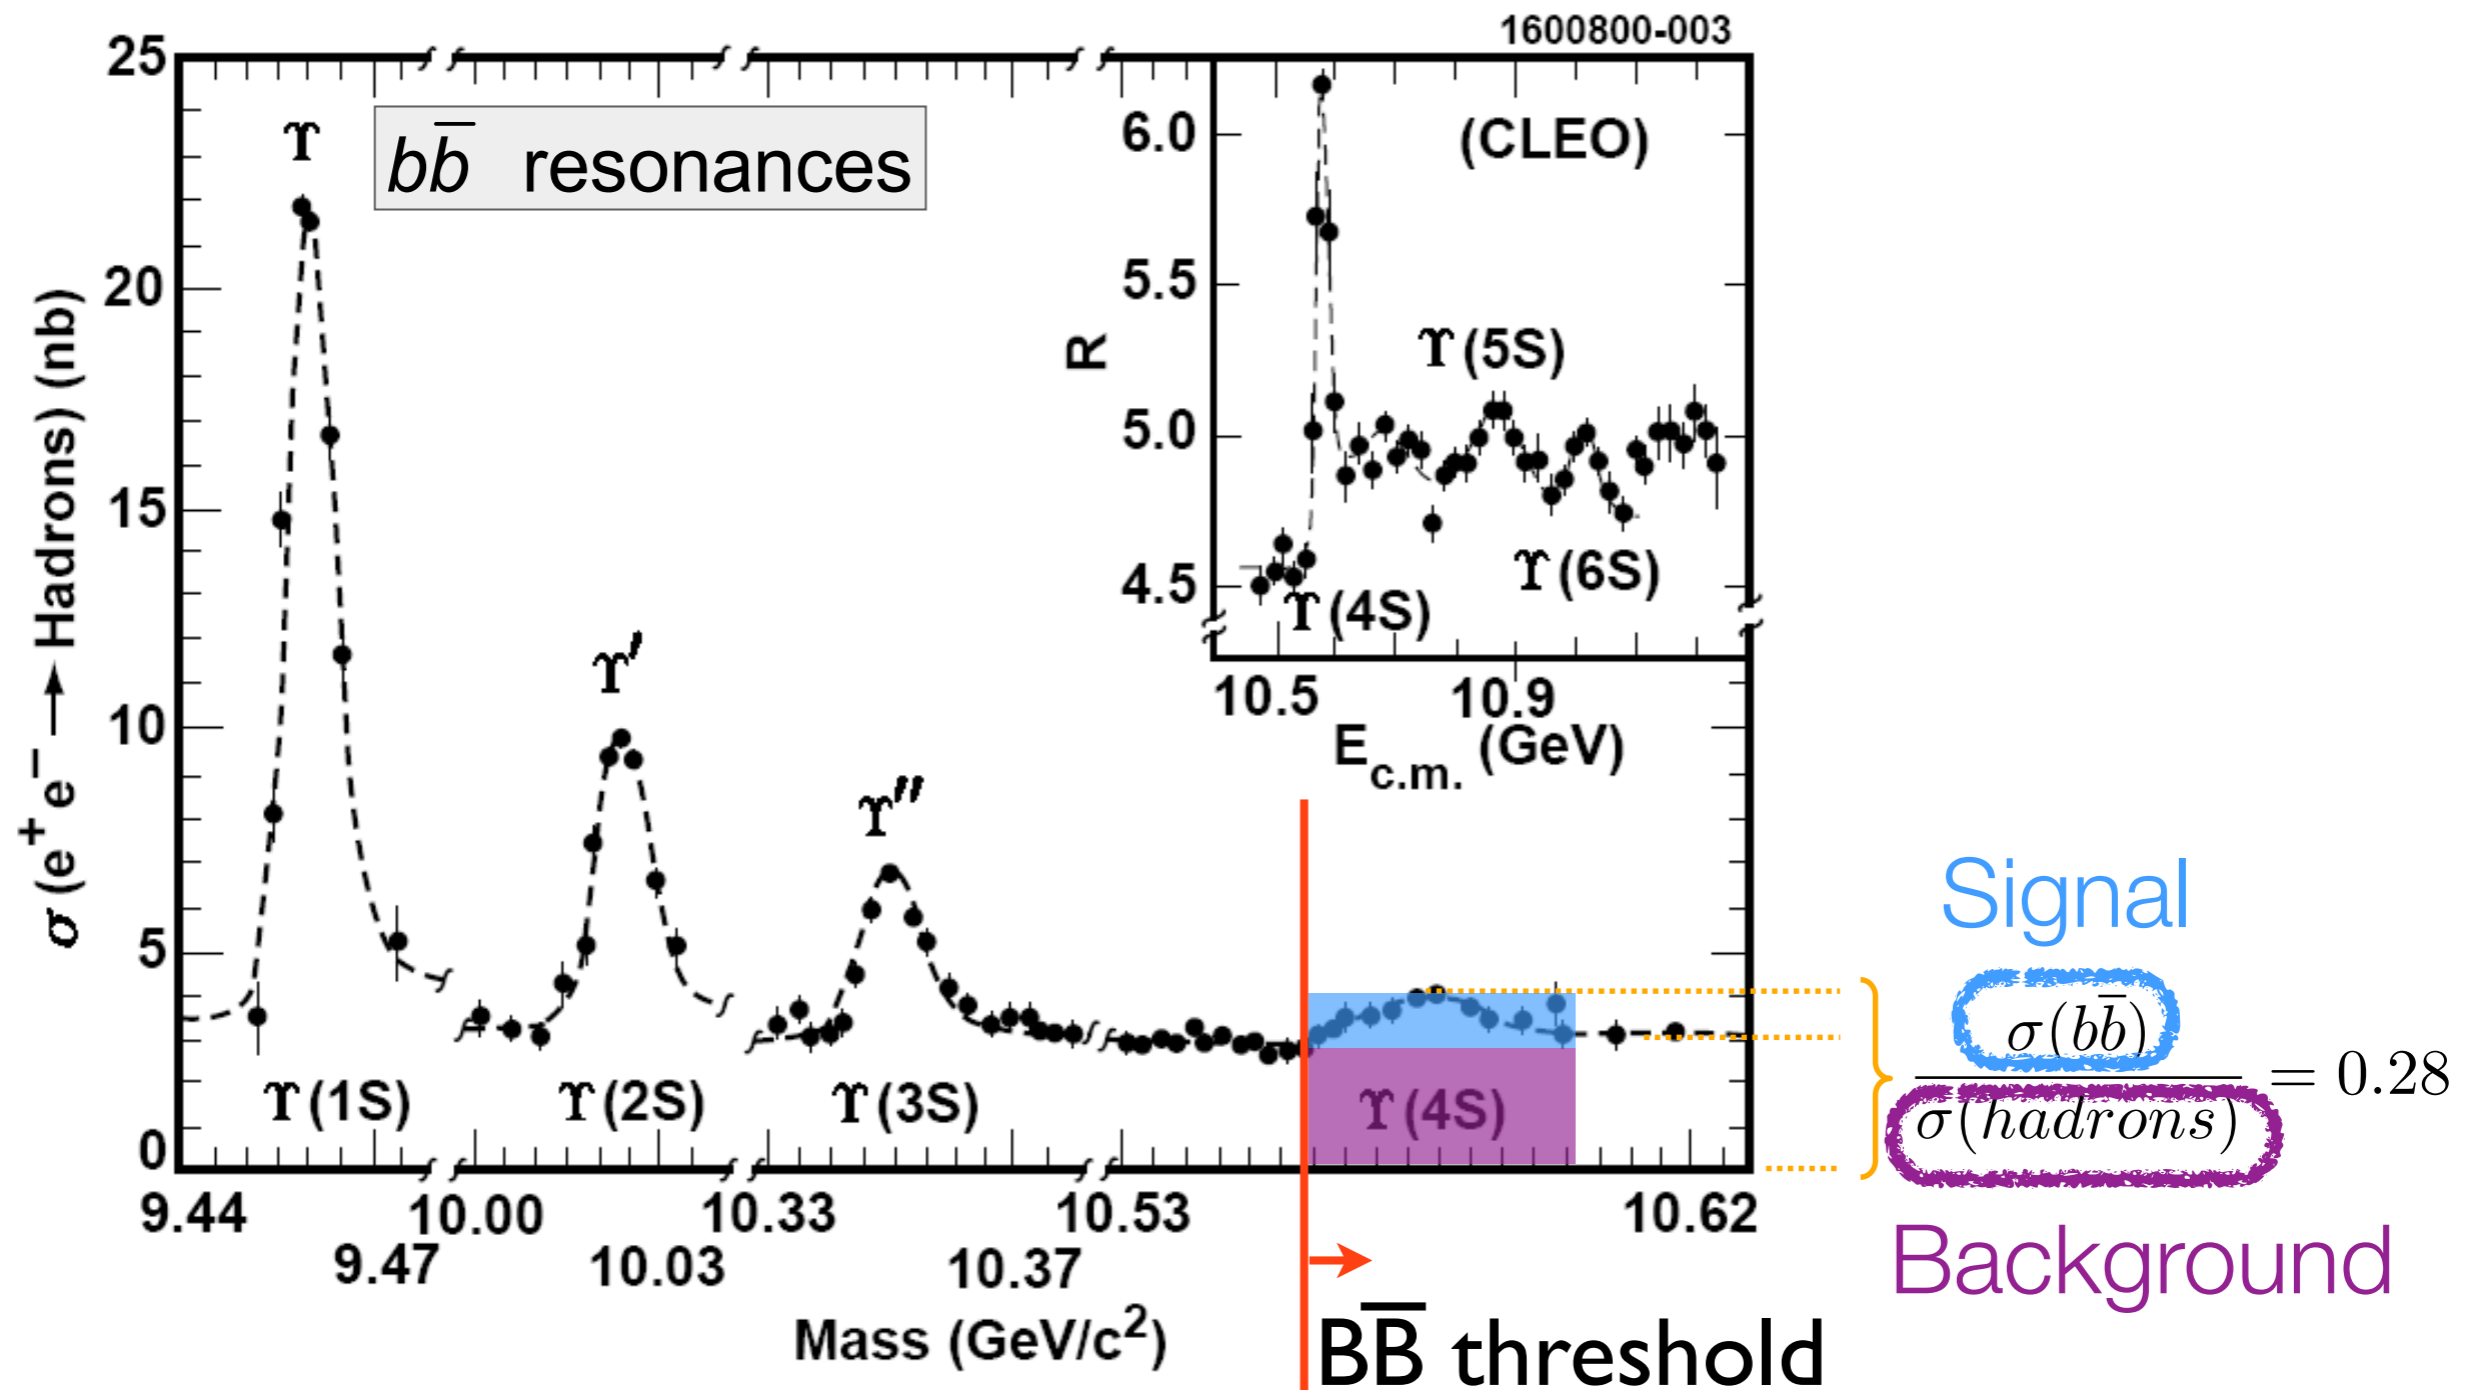 1600800-003
25
20
15
10
5
0
σ (e⁺e⁻ → Hadrons) (nb)
ϒ
bb̅ resonances
ϒ′
ϒ″
ϒ(1S)
ϒ(2S)
ϒ(3S)
ϒ(4S)
9.44
9.47
10.00
10.03
10.33
10.37
10.53
10.62
Mass (GeV/c²)
6.0
5.5
5.0
4.5
R
(CLEO)
ϒ(5S)
ϒ(6S)
ϒ(4S)
10.5
10.9
E_c.m. (GeV)
BB̅ threshold
Signal
σ(bb̅)
σ(hadrons)
= 0.28
Background